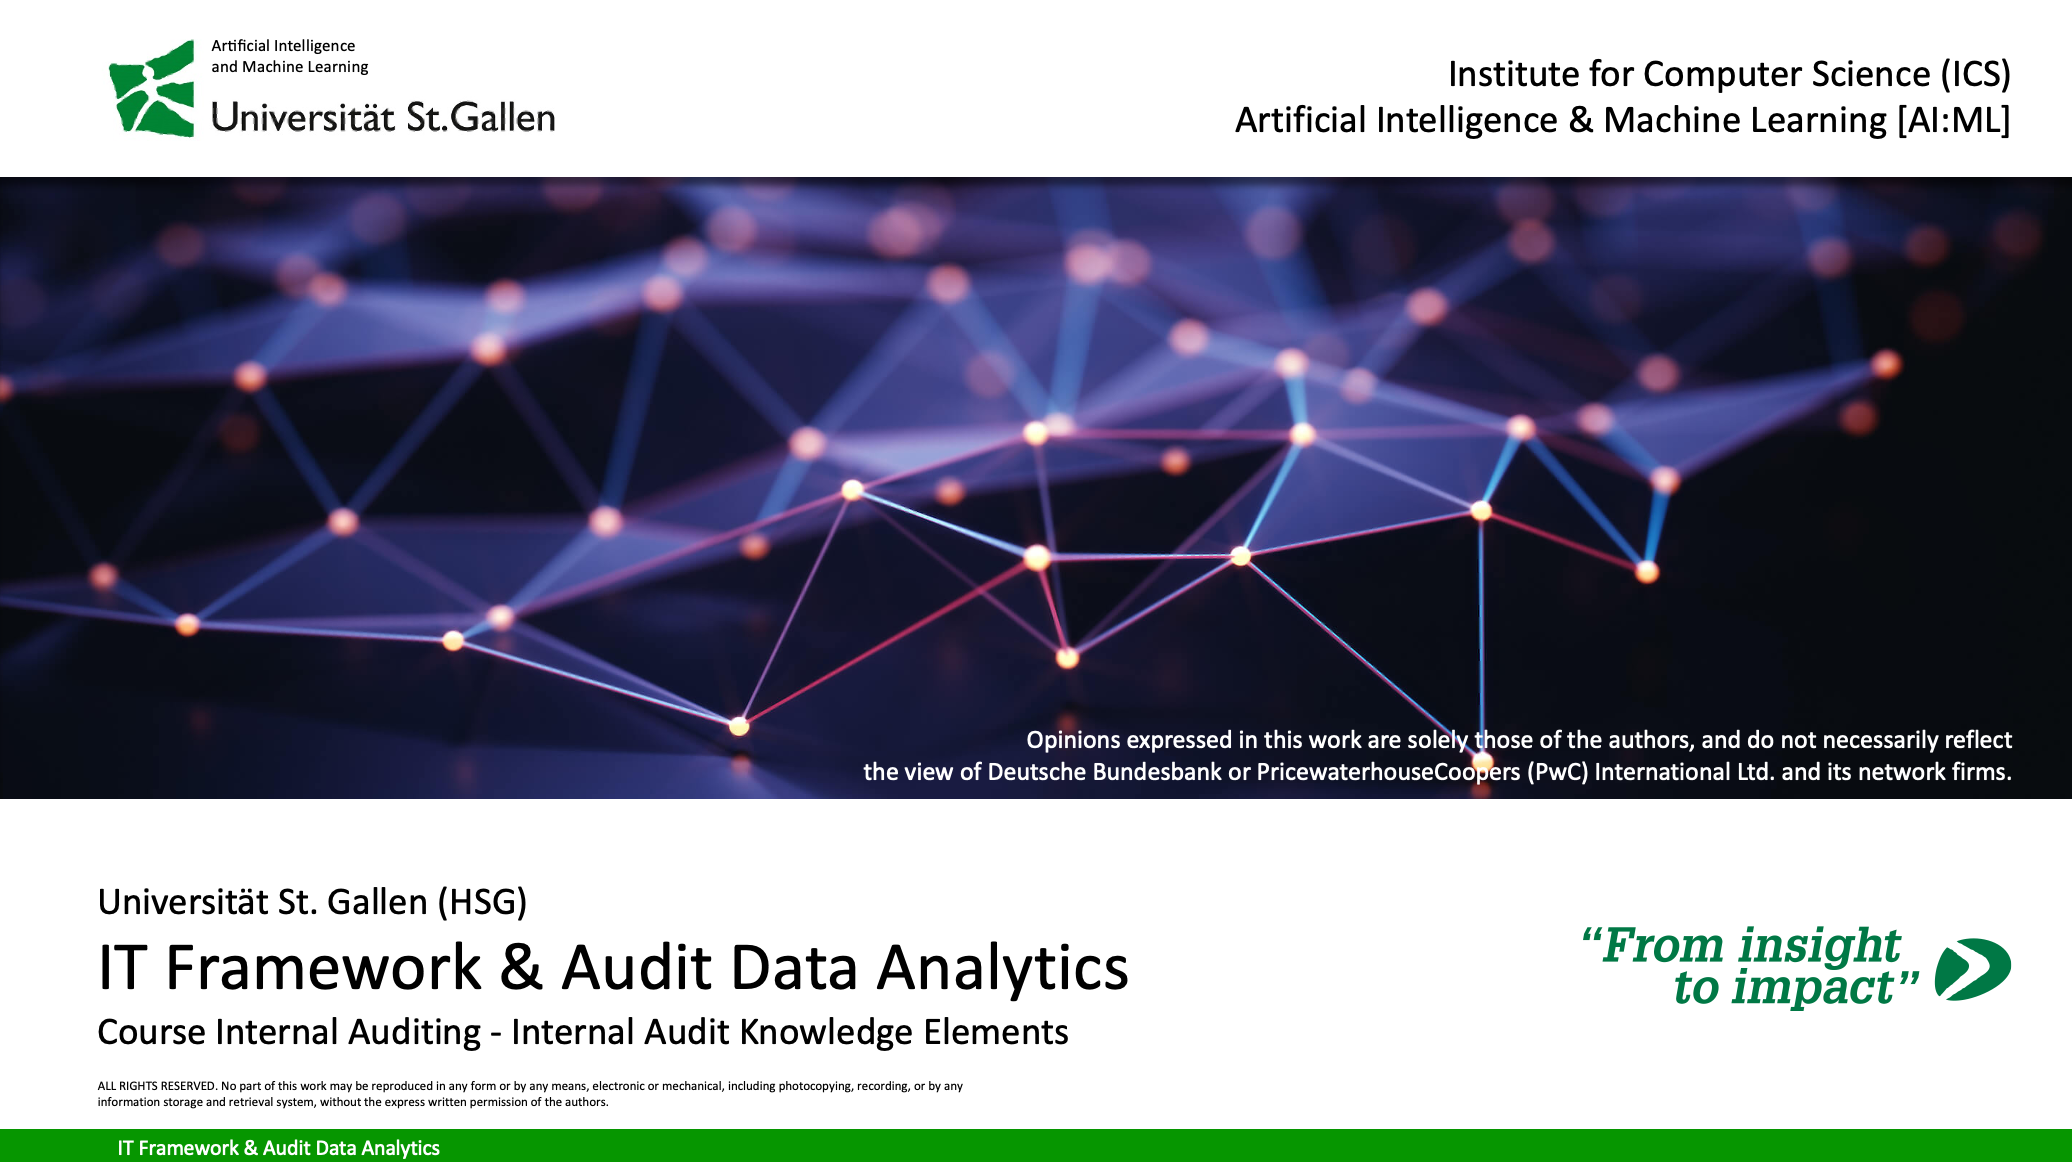 Artificial Intelligence
and Machine Learning
Universität St.Gallen
Institute for Computer Science (ICS)
Artificial Intelligence & Machine Learning [AI:ML]
Opinions expressed in this work are solely those of the authors, and do not necessarily reflect
the view of Deutsche Bundesbank or PricewaterhouseCoopers (PwC) International Ltd. and its network firms.
Universität St. Gallen (HSG)
IT Framework & Audit Data Analytics
Course Internal Auditing - Internal Audit Knowledge Elements
“From insight
to impact”
ALL RIGHTS RESERVED. No part of this work may be reproduced in any form or by any means, electronic or mechanical, including photocopying, recording, or by any
information storage and retrieval system, without the express written permission of the authors.
IT Framework & Audit Data Analytics